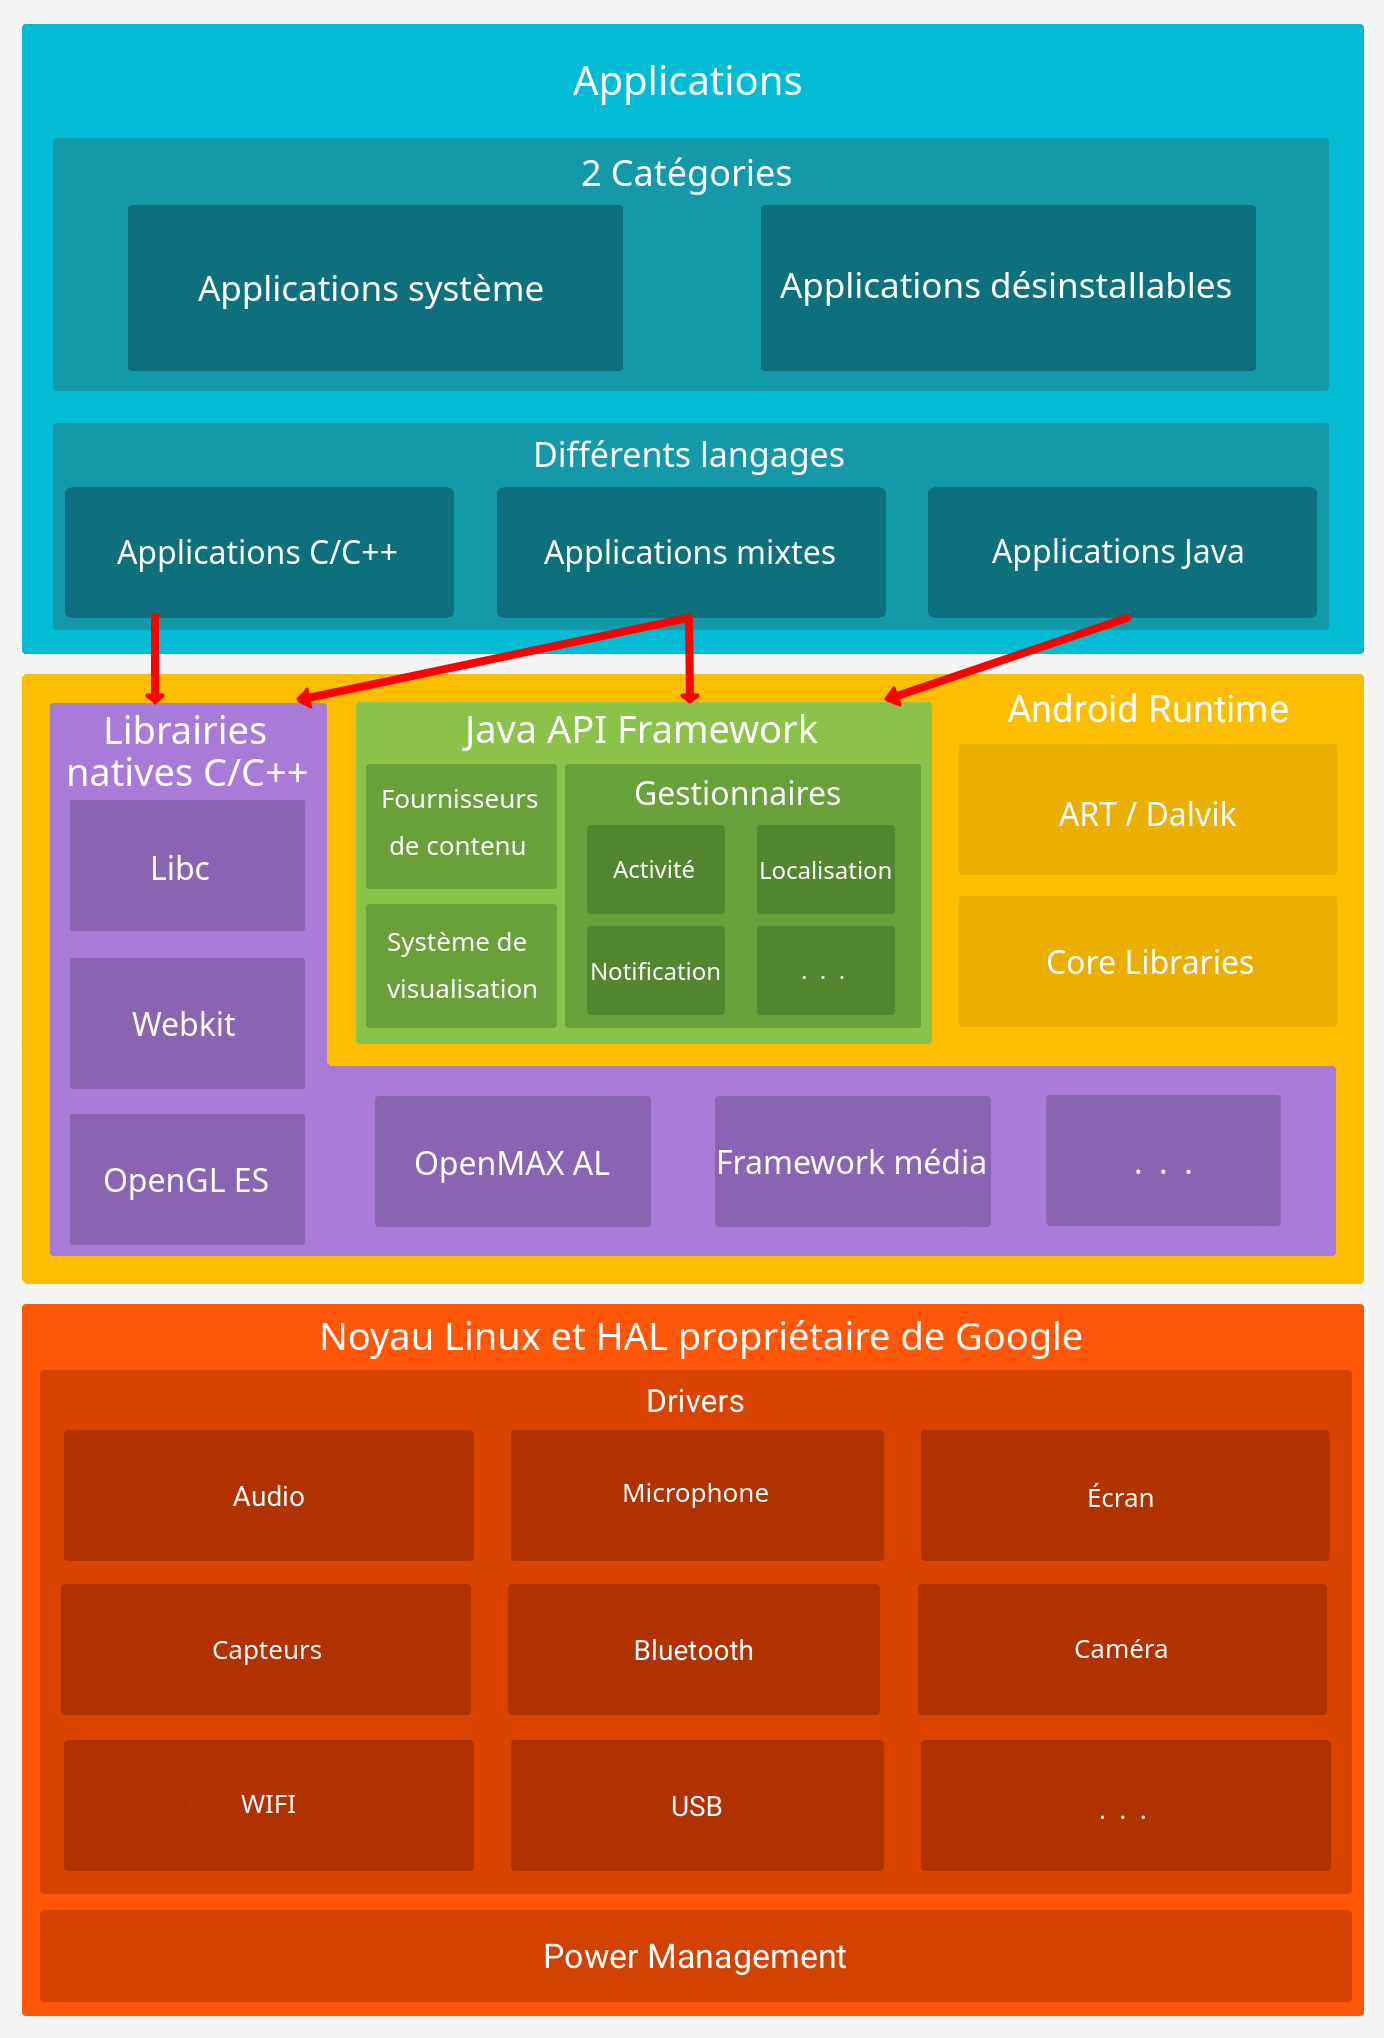 Applications
2 Catégories
Applications système
Applications désinstallables
Différents langages
Applications C/C++
Applications mixtes
Applications Java
Librairies
natives C/C++
Libc
Webkit
OpenGL ES
Java API Framework
Fournisseurs
de contenu
Système de
visualisation
Gestionnaires
Activité
Localisation
Notification
. . .
Android Runtime
ART / Dalvik
Core Libraries
OpenMAX AL
Framework média
. . .
Noyau Linux et HAL propriétaire de Google
Drivers
Audio
Microphone
Écran
Capteurs
Bluetooth
Caméra
WIFI
USB
. . .
Power Management